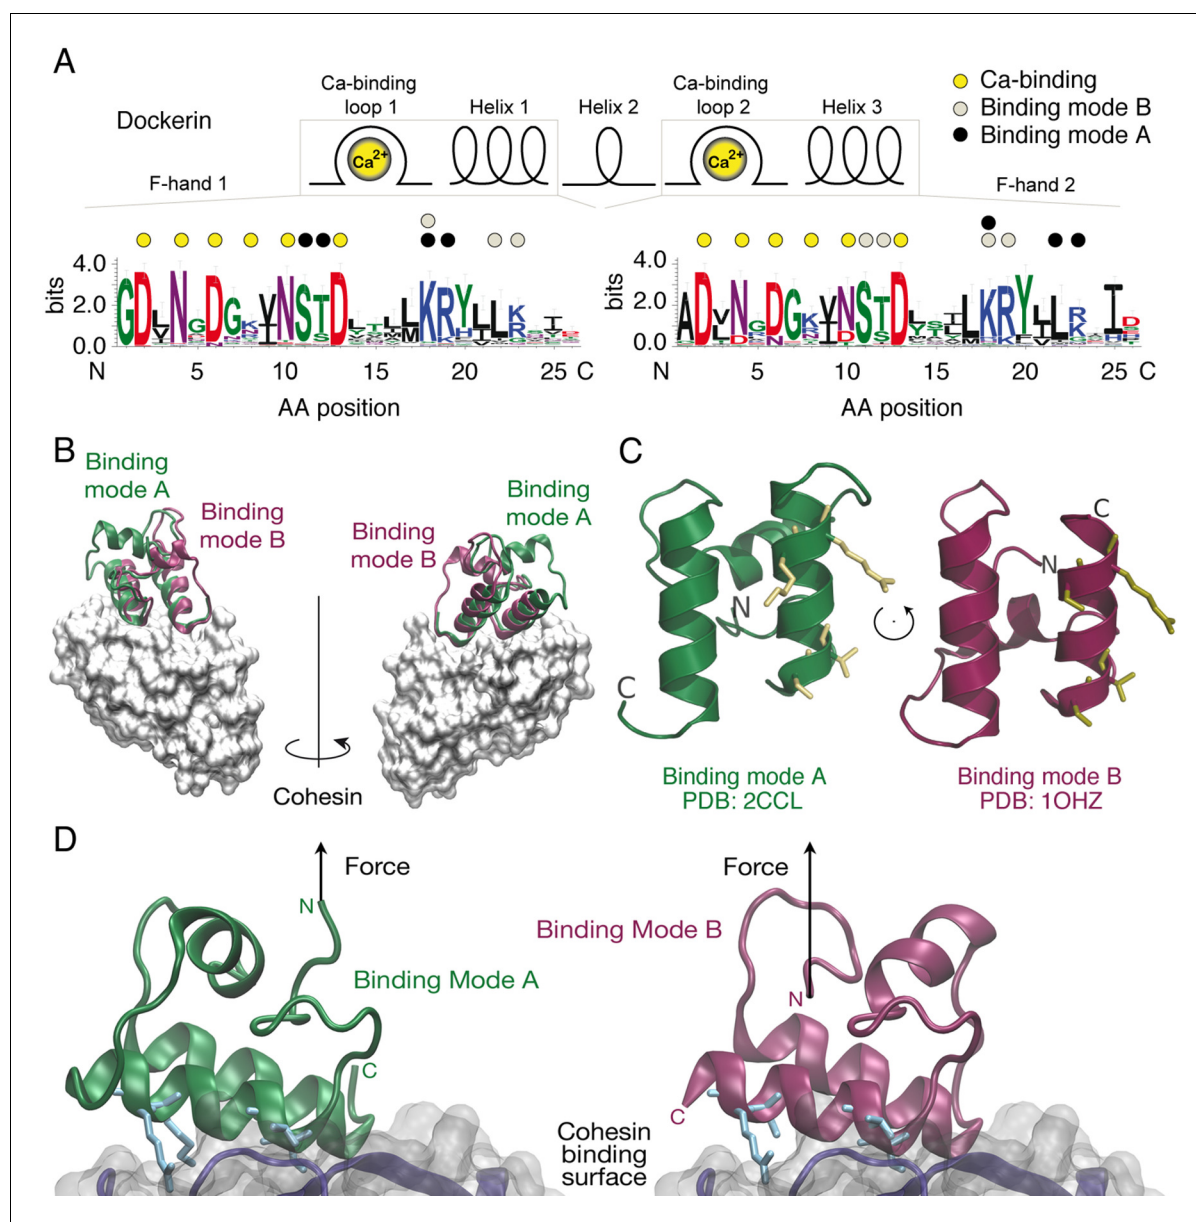 A
Dockerin
Ca-binding
loop 1
Helix 1
Helix 2
Ca-binding
loop 2
Helix 3
Ca-binding
Binding mode B
Binding mode A
Ca2+
Ca2+
F-hand 1
F-hand 2
bits
4.0
2.0
0.0
N 5 10 15 20 25 C
AA position
bits
4.0
2.0
0.0
N 5 10 15 20 25 C
AA position
B
Binding
mode A
Binding
mode B
Binding
mode A
Binding
mode B
Cohesin
C
N
C
Binding mode A
PDB: 2CCL
C
N
Binding mode B
PDB: 1OHZ
D
Force
N
Binding Mode A
C
Force
Binding Mode B
N
C
Cohesin
binding
surface